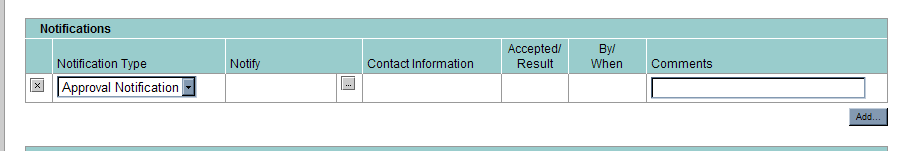 Notifications
Notification Type Notify Contact Information Accepted/ Result By/ When Comments
x Approval Notification ...
Add...